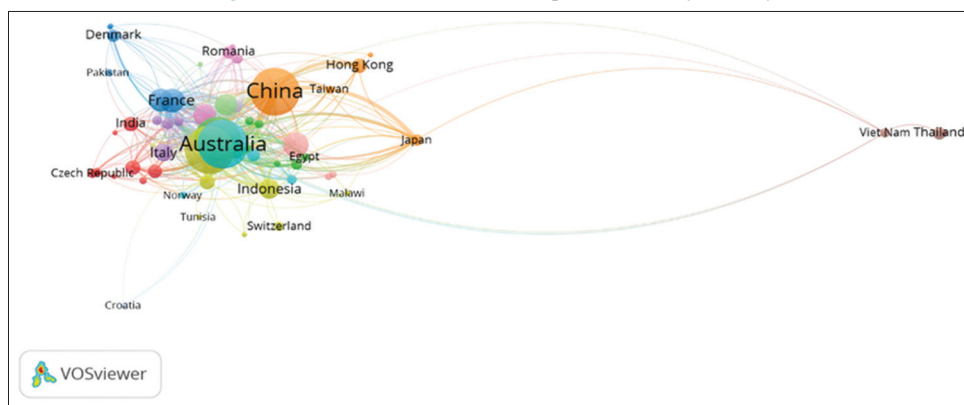 Denmark
Romania
Hong Kong
Pakistan
China
Taiwan
France
India
Australia
Japan
Viet Nam
Thailand
Italy
Egypt
Czech Republic
Indonesia
Norway
Malawi
Tunisia
Switzerland
Croatia
VOSviewer